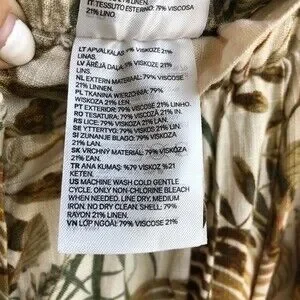 IT: TESSUTO ESTERNO: 79% VISCOSA
21% LINO.
LT APVALKALAS: 79% VISKOZĖ 21%
LINAS.
LV ĀRĒJĀ DAĻA: 79% VISKOZE 21%
LINS.
NL EXTERN MATERIAAL: 79% VISCOSE
21% LINNEN.
PL TKANINA WIERZCHNIA: 79%
WISKOZA 21% LEN.
PT EXTERIOR: 79% VISCOSE 21% LINHO.
RO TESATURA: 79% VISCOZĂ 21% IN.
RS LICE: 79% VISKOZA 21% LAN.
SE YTTERTYG: 79% VISKOS 21% LIN.
SI ZUNANJE BLAGO: 79% VISKOZA
21% LAN.
SK VRCHNÝ MATERIÁL: 79% VISKÓZA
21% ĽAN.
TR ANA KUMAŞ: %79 VİSKOZ %21
KETEN.
US MACHINE WASH COLD GENTLE
CYCLE. ONLY NON-CHLORINE BLEACH
WHEN NEEDED. LINE DRY. MEDIUM
IRON. NO DRY CLEAN. SHELL: 79%
RAYON 21% LINEN.
VN LỚP NGOÀI: 79% VISCOSE 21%